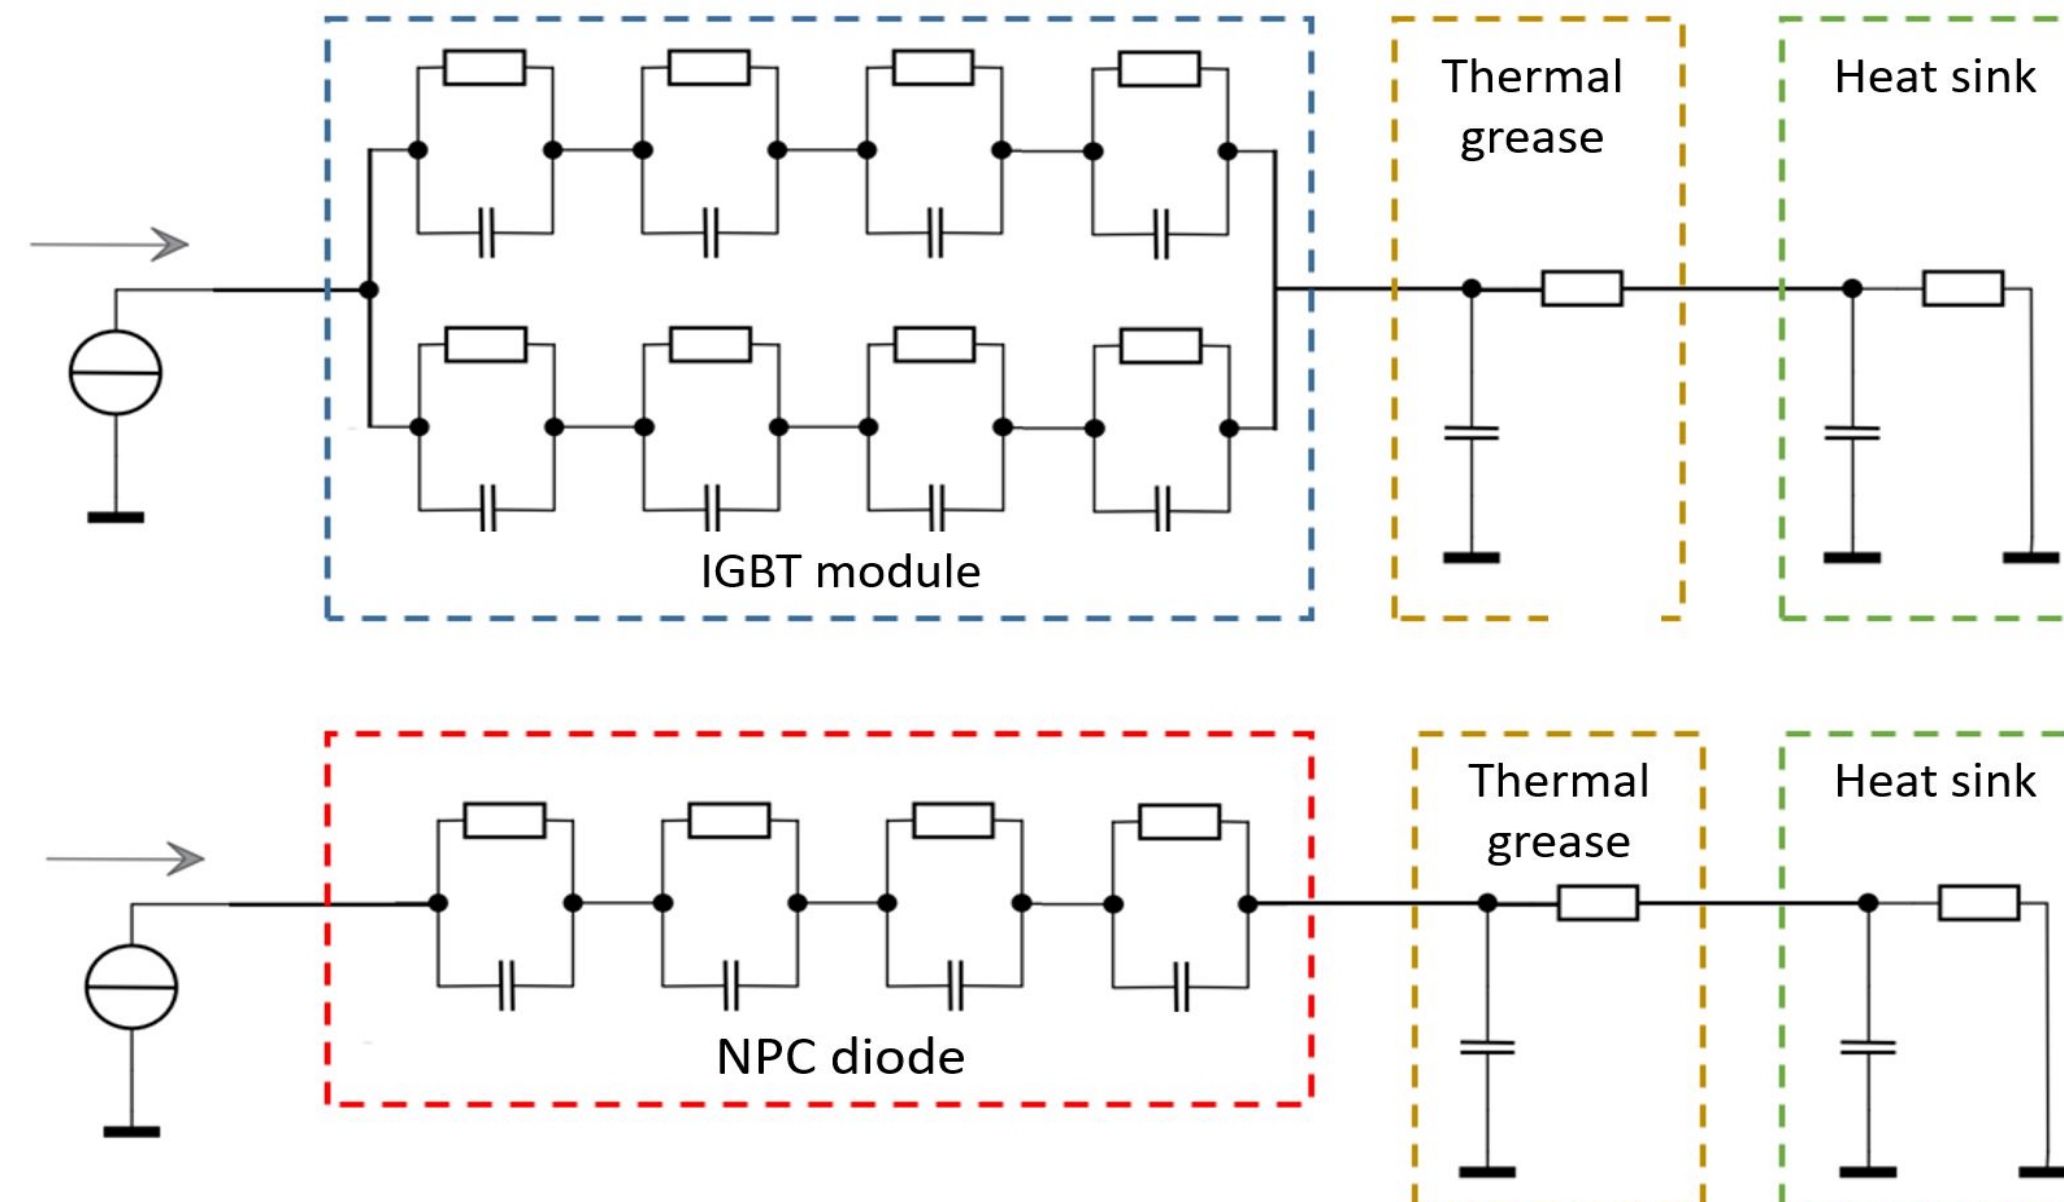 Thermal
grease
Heat sink
IGBT module
Thermal
grease
Heat sink
NPC diode